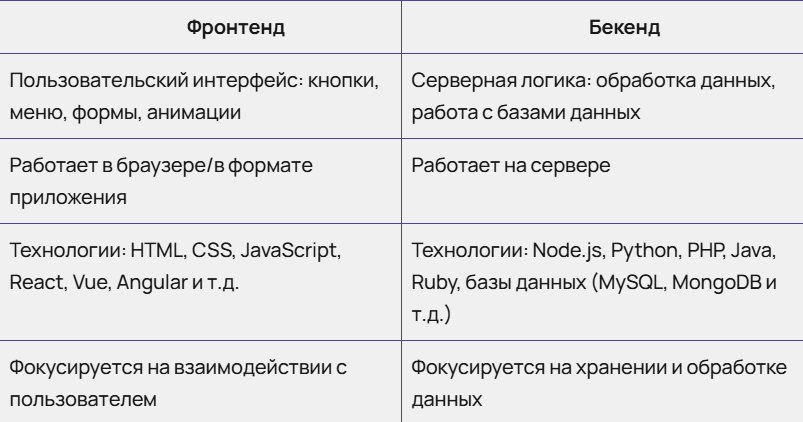 Фронтенд
Бекенд
Пользовательский интерфейс: кнопки,
меню, формы, анимации
Серверная логика: обработка данных,
работа с базами данных
Работает в браузере/в формате
приложения
Работает на сервере
Технологии: HTML, CSS, JavaScript,
React, Vue, Angular и т.д.
Технологии: Node.js, Python, PHP, Java,
Ruby, базы данных (MySQL, MongoDB и
т.д.)
Фокусируется на взаимодействии с
пользователем
Фокусируется на хранении и обработке
данных